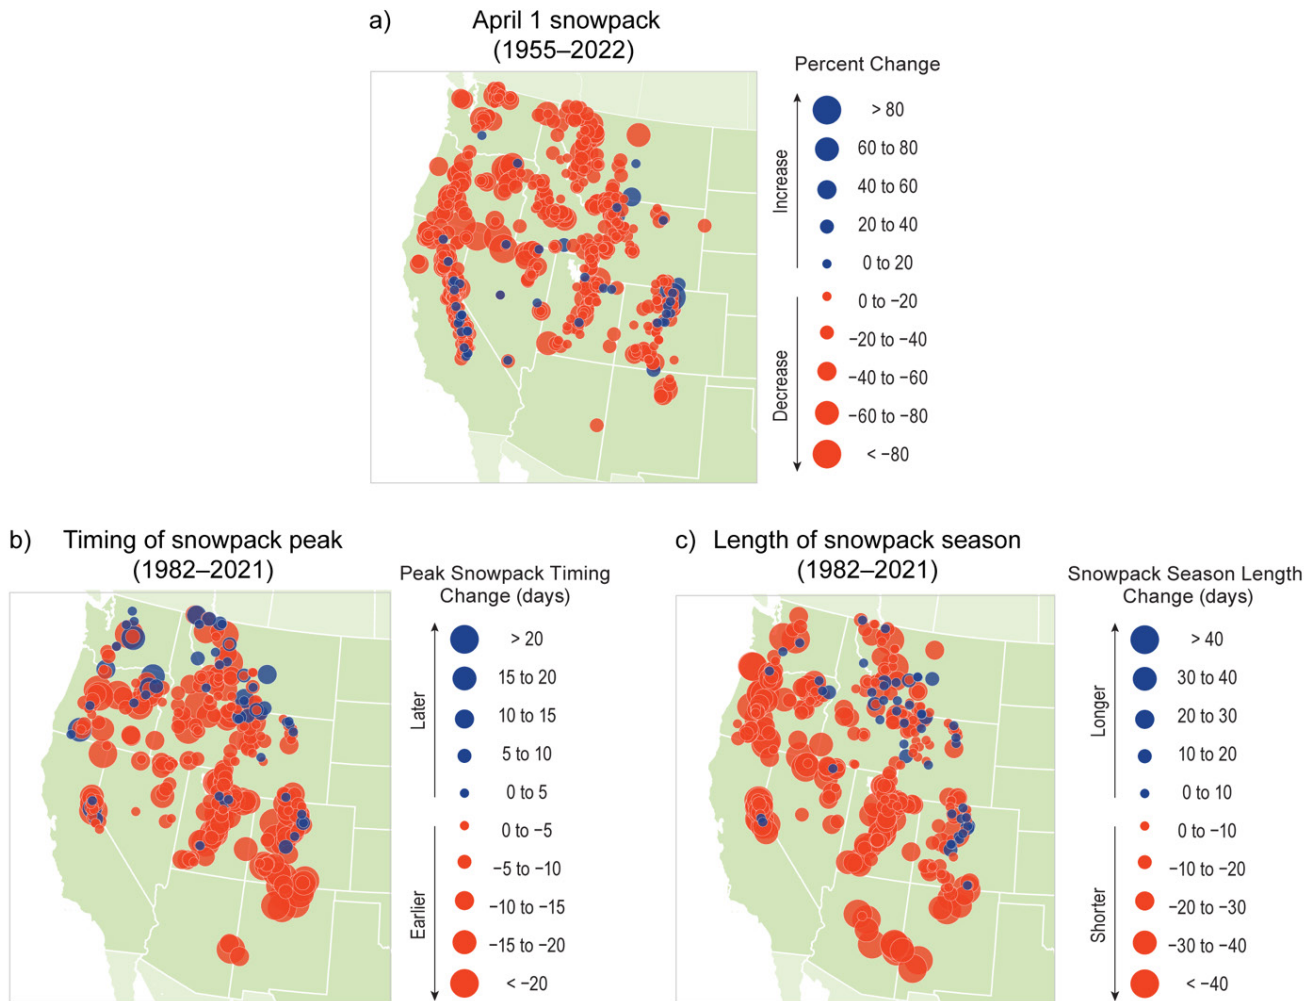 a) April 1 snowpack
(1955–2022)
Percent Change
Increase
> 80
60 to 80
40 to 60
20 to 40
0 to 20
Decrease
0 to −20
−20 to −40
−40 to −60
−60 to −80
< −80
b) Timing of snowpack peak
(1982–2021)
Peak Snowpack Timing
Change (days)
Later
> 20
15 to 20
10 to 15
5 to 10
0 to 5
Earlier
0 to −5
−5 to −10
−10 to −15
−15 to −20
< −20
c) Length of snowpack season
(1982–2021)
Snowpack Season Length
Change (days)
Longer
> 40
30 to 40
20 to 30
10 to 20
0 to 10
Shorter
0 to −10
−10 to −20
−20 to −30
−30 to −40
< −40